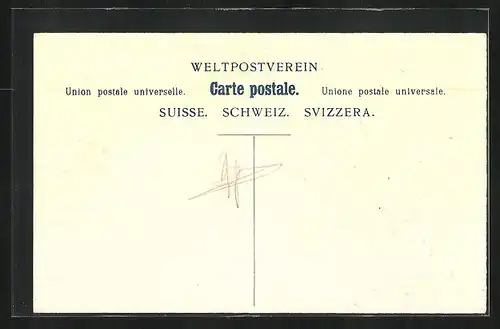 WELTPOSTVEREIN
Union postale universelle. Carte postale. Unione postale universale.
SUISSE. SCHWEIZ. SVIZZERA.